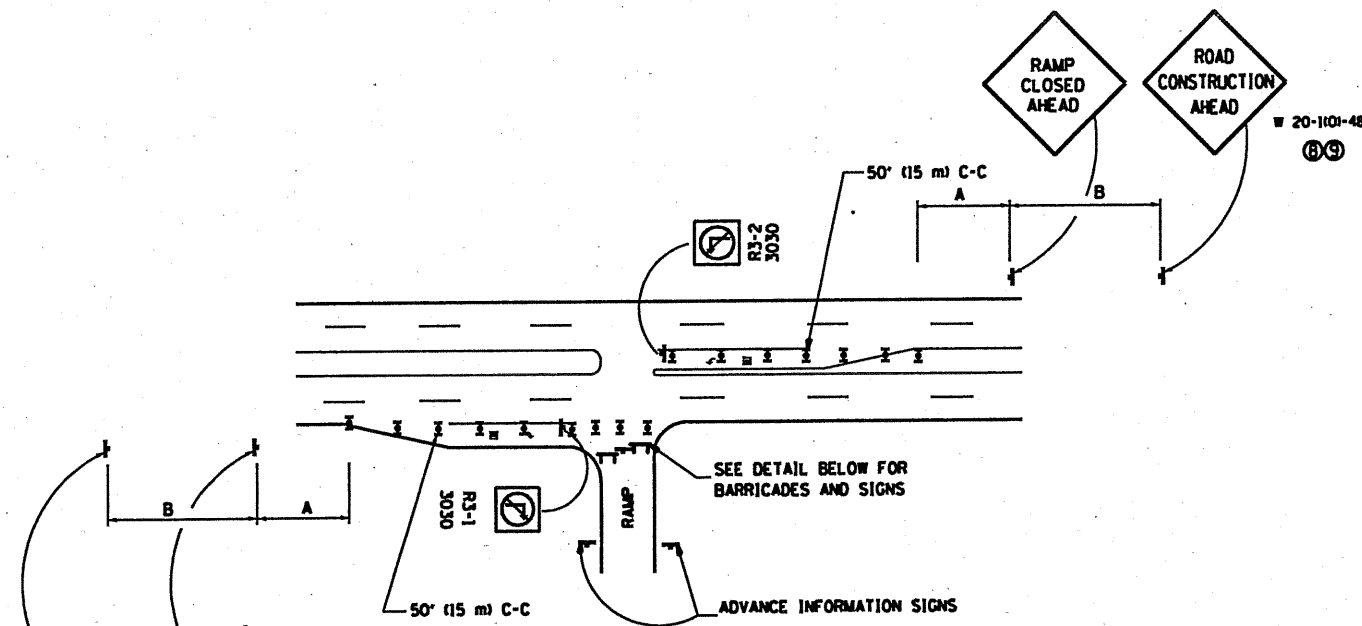 RAMP
CLOSED
AHEAD
ROAD
CONSTRUCTION
AHEAD
W 20-1(O)-48
⑧⑨
50' (15 m) C-C
A
B
R3-2
3030
SEE DETAIL BELOW FOR
BARRICADES AND SIGNS
B
A
R3-1
3030
RAMP
50' (15 m) C-C
ADVANCE INFORMATION SIGNS